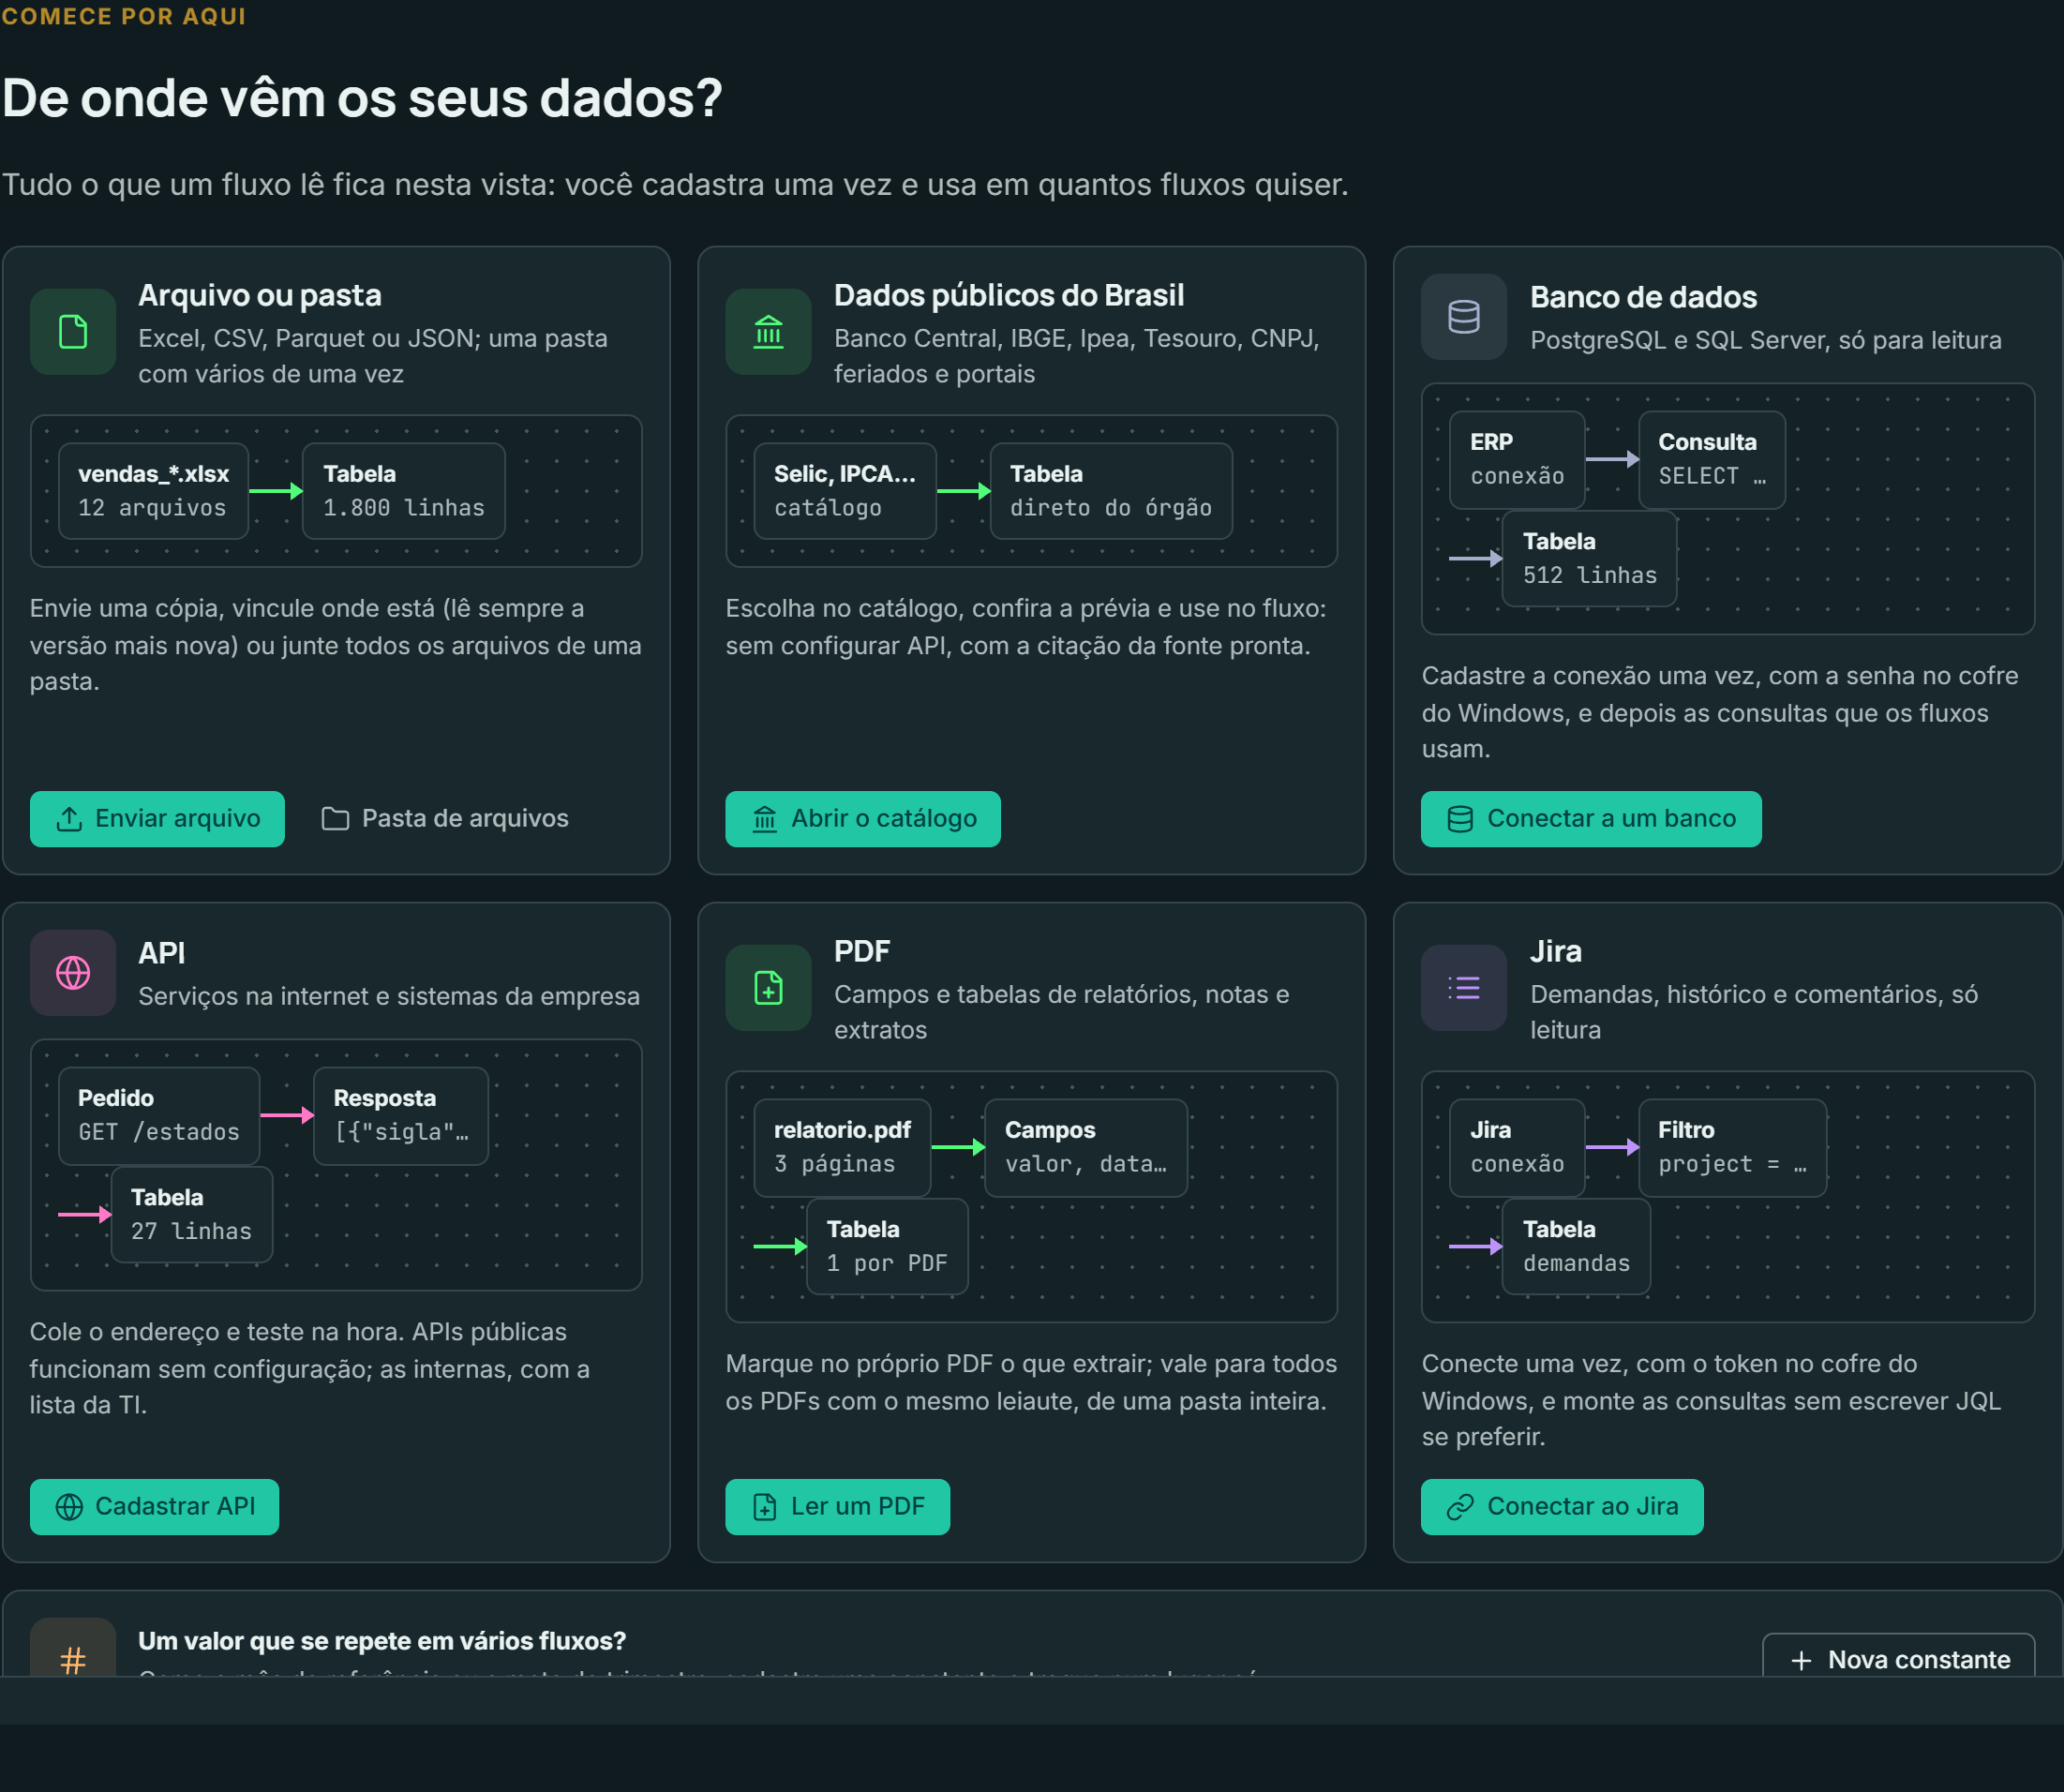 COMECE POR AQUI
De onde vêm os seus dados?
Tudo o que um fluxo lê fica nesta vista: você cadastra uma vez e usa em quantos fluxos quiser.
Arquivo ou pasta
Excel, CSV, Parquet ou JSON; uma pasta
com vários de uma vez
vendas_*.xlsx
12 arquivos
Tabela
1.800 linhas
Envie uma cópia, vincule onde está (lê sempre a
versão mais nova) ou junte todos os arquivos de uma
pasta.
Enviar arquivo
Pasta de arquivos
Dados públicos do Brasil
Banco Central, IBGE, Ipea, Tesouro, CNPJ,
feriados e portais
Selic, IPCA…
catálogo
Tabela
direto do órgão
Escolha no catálogo, confira a prévia e use no fluxo:
sem configurar API, com a citação da fonte pronta.
Abrir o catálogo
Banco de dados
PostgreSQL e SQL Server, só para leitura
ERP
conexão
Consulta
SELECT …
Tabela
512 linhas
Cadastre a conexão uma vez, com a senha no cofre
do Windows, e depois as consultas que os fluxos
usam.
Conectar a um banco
API
Serviços na internet e sistemas da empresa
Pedido
GET /estados
Resposta
[{"sigla"…
Tabela
27 linhas
Cole o endereço e teste na hora. APIs públicas
funcionam sem configuração; as internas, com a
lista da TI.
Cadastrar API
PDF
Campos e tabelas de relatórios, notas e
extratos
relatorio.pdf
3 páginas
Campos
valor, data…
Tabela
1 por PDF
Marque no próprio PDF o que extrair; vale para todos
os PDFs com o mesmo leiaute, de uma pasta inteira.
Ler um PDF
Jira
Demandas, histórico e comentários, só
leitura
Jira
conexão
Filtro
project = …
Tabela
demandas
Conecte uma vez, com o token no cofre do
Windows, e monte as consultas sem escrever JQL
se preferir.
Conectar ao Jira
Um valor que se repete em vários fluxos?
Nova constante